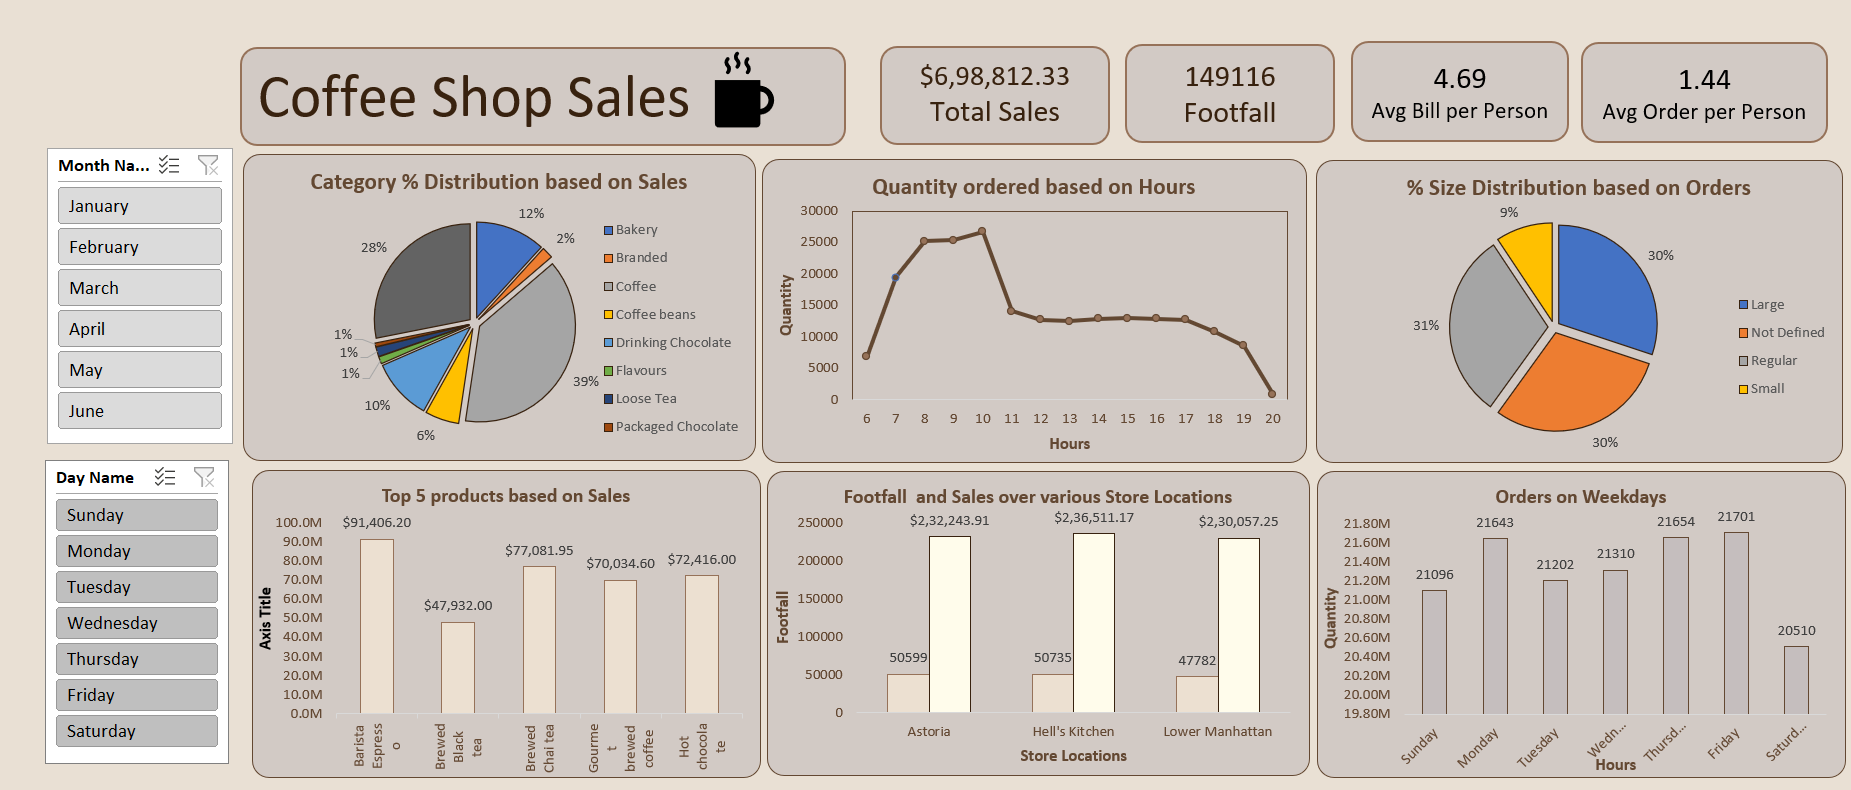 Coffee Shop Sales
$6,98,812.33
Total Sales
149116
Footfall
4.69
Avg Bill per Person
1.44
Avg Order per Person
Month Na...
January
February
March
April
May
June
Day Name
Sunday
Monday
Tuesday
Wednesday
Thursday
Friday
Saturday
Category % Distribution based on Sales
12%
2%
39%
6%
10%
1%
1%
1%
28%
Bakery
Branded
Coffee
Coffee beans
Drinking Chocolate
Flavours
Loose Tea
Packaged Chocolate
Quantity ordered based on Hours
Quantity
30000
25000
20000
15000
10000
5000
0
6 7 8 9 10 11 12 13 14 15 16 17 18 19 20
Hours
% Size Distribution based on Orders
9%
30%
31%
30%
Large
Not Defined
Regular
Small
Top 5 products based on Sales
Axis Title
100.0M
90.0M
80.0M
70.0M
60.0M
50.0M
40.0M
30.0M
20.0M
10.0M
0.0M
$91,406.20
$47,932.00
$77,081.95
$70,034.60
$72,416.00
Barista
Espress
o
Brewed
Black
tea
Brewed
Chai tea
Gourme
t
brewed
coffee
Hot
chocola
te
Footfall  and Sales over various Store Locations
Footfall
250000
200000
150000
100000
50000
0
$2,32,243.91
$2,36,511.17
$2,30,057.25
50599
50735
47782
Astoria
Hell's Kitchen
Lower Manhattan
Store Locations
Orders on Weekdays
Quantity
21.80M
21.60M
21.40M
21.20M
21.00M
20.80M
20.60M
20.40M
20.20M
20.00M
19.80M
21096
21643
21202
21310
21654
21701
20510
Sunday
Monday
Tuesday
Wedn...
Thursd...
Friday
Saturd...
Hours